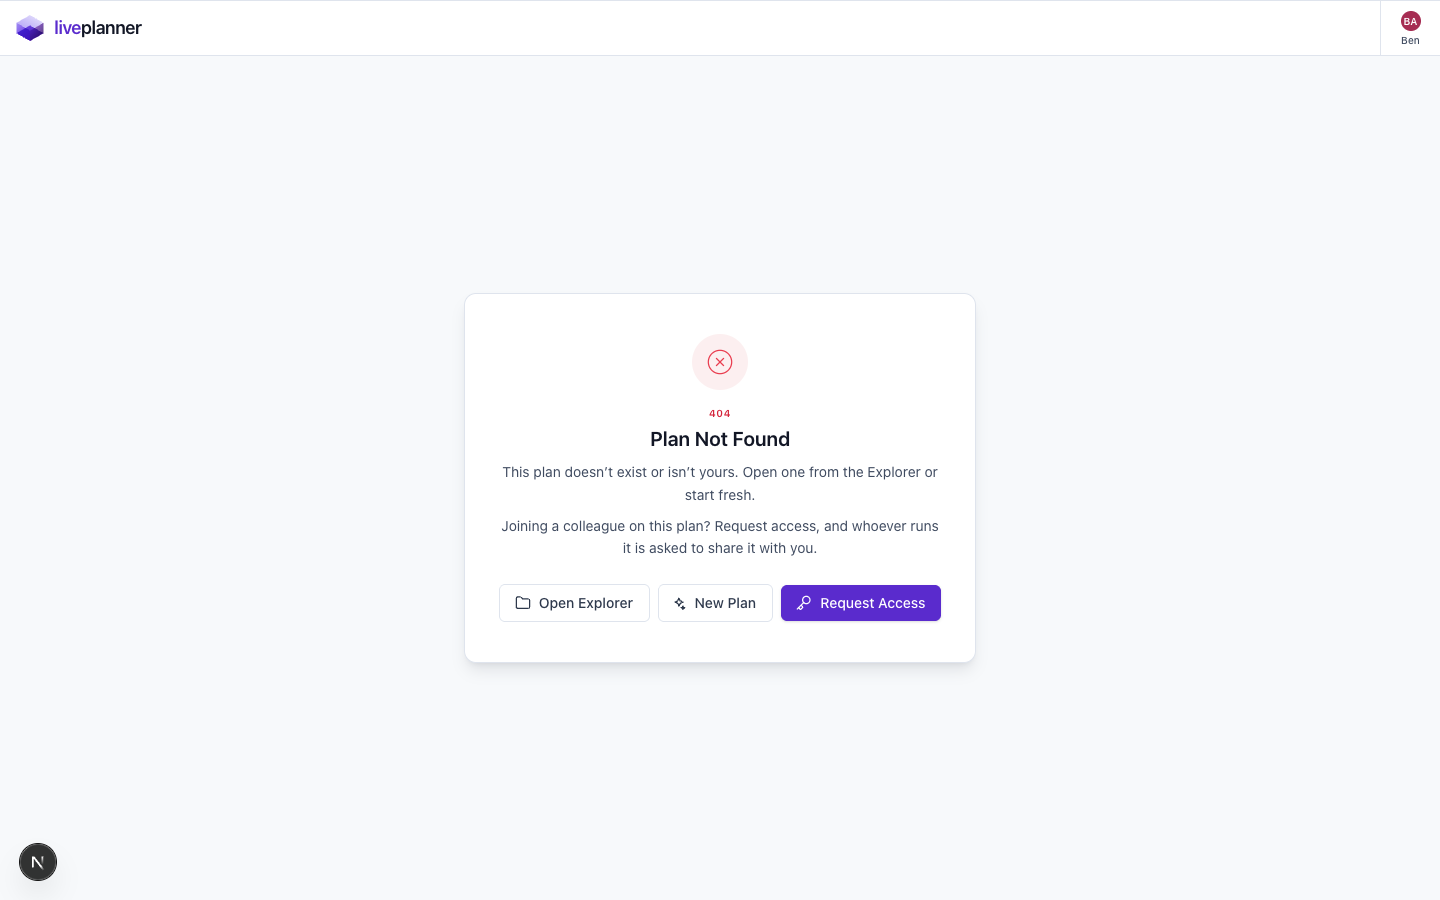 liveplanner
BA
Ben
404
Plan Not Found
This plan doesn’t exist or isn’t yours. Open one from the Explorer or
start fresh.
Joining a colleague on this plan? Request access, and whoever runs
it is asked to share it with you.
Open Explorer
New Plan
Request Access
N